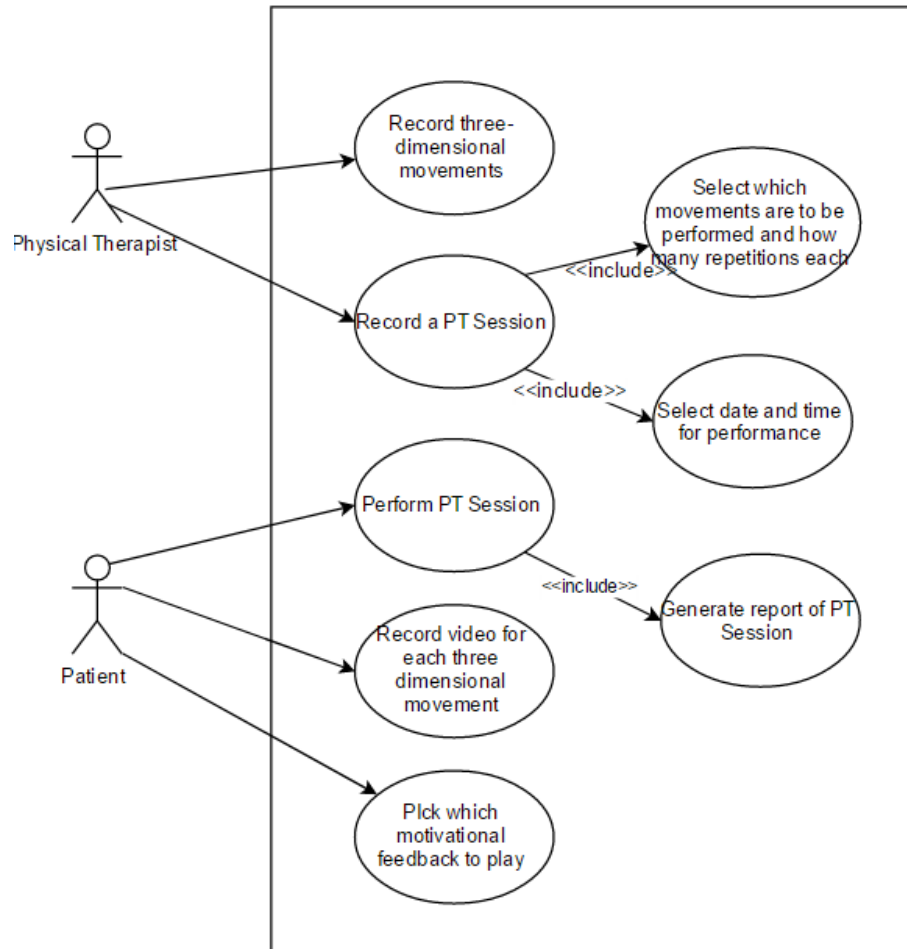 Record three-
dimensional
movements
Physical Therapist
Select which
movements are to be
performed and how
many repetitions each
<<include>>
Record a PT Session
<<include>>
Select date and time
for performance
Perform PT Session
<<include>>
Generate report of PT
Session
Patient
Record video for
each three
dimensional
movement
PIck which
motivational
feedback to play